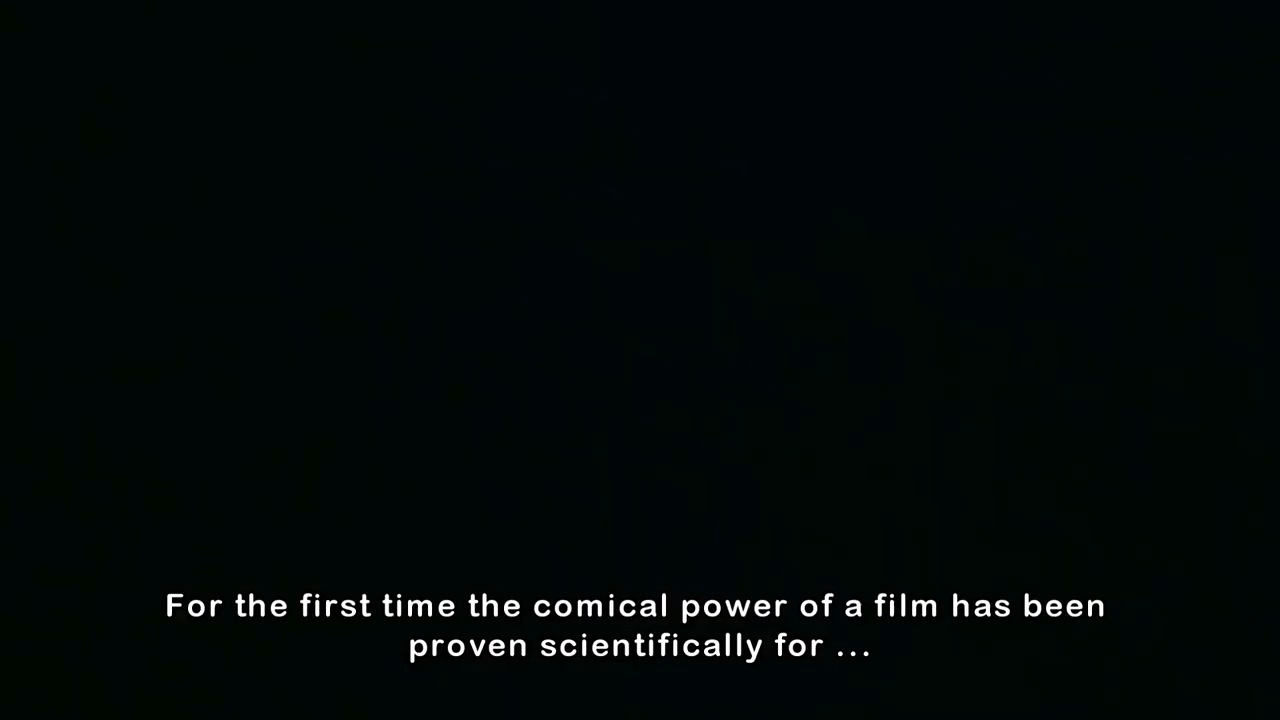 For the first time the comical power of a film has been
proven scientifically for ...